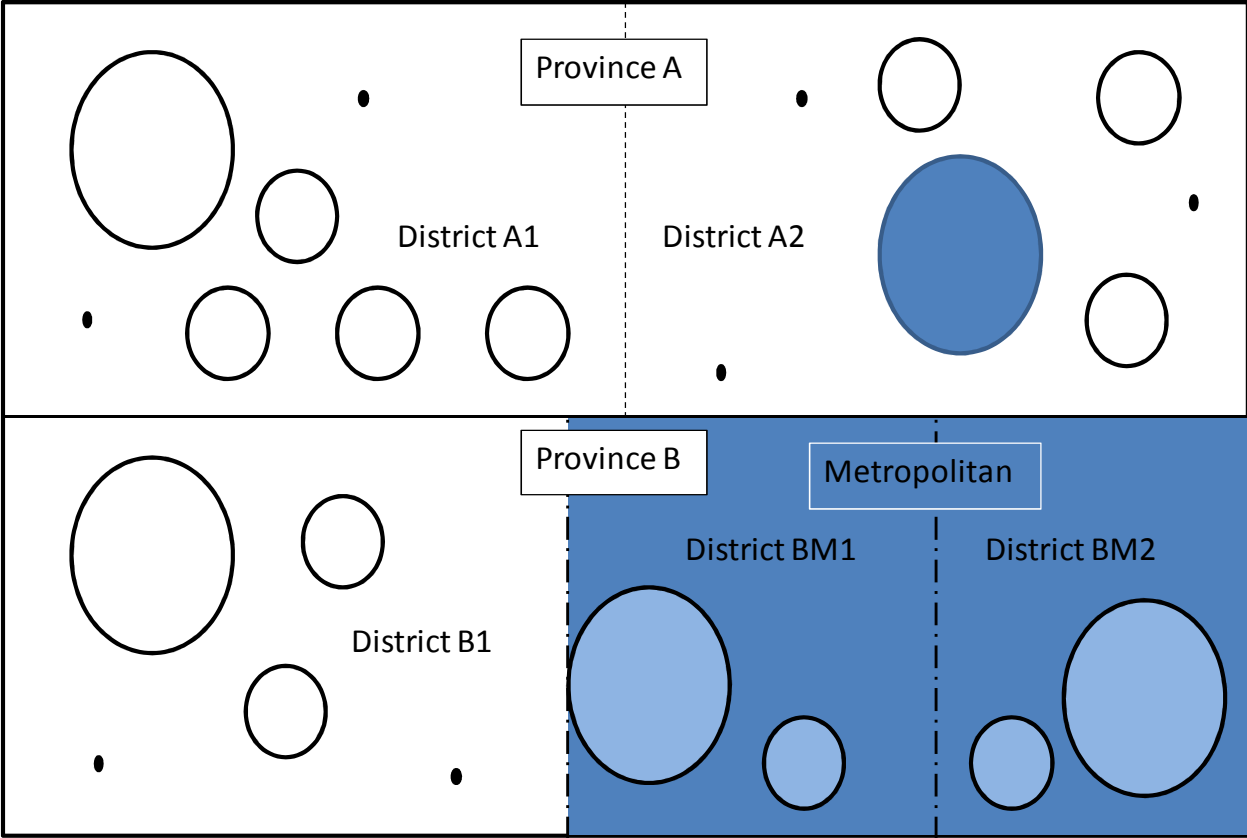 Province A
District A1
District A2
Province B
Metropolitan
District BM1
District BM2
District B1